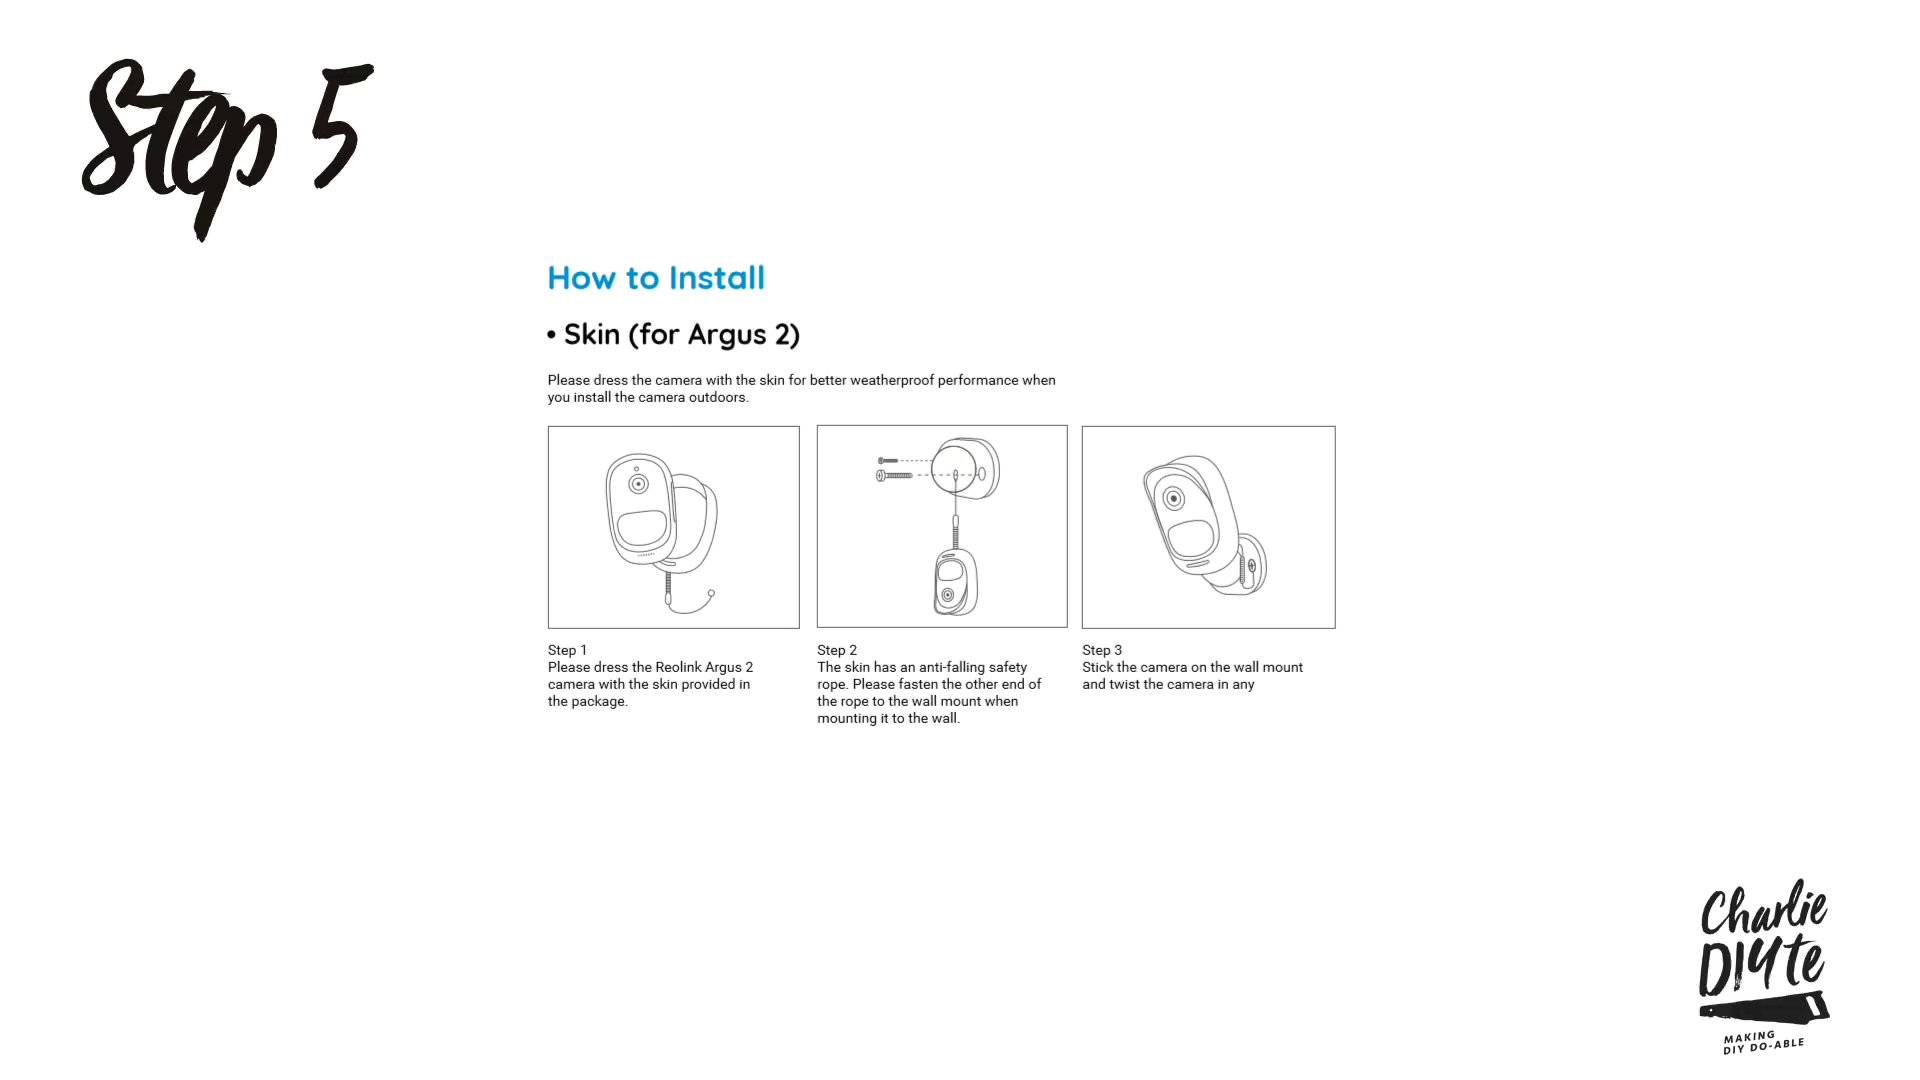 Step 5
How to Install
• Skin (for Argus 2)
Please dress the camera with the skin for better weatherproof performance when
you install the camera outdoors.
Step 1
Please dress the Reolink Argus 2
camera with the skin provided in
the package.
Step 2
The skin has an anti-falling safety
rope. Please fasten the other end of
the rope to the wall mount when
mounting it to the wall.
Step 3
Stick the camera on the wall mount
and twist the camera in any
Charlie
DIYte
MAKING
DIY DO-ABLE